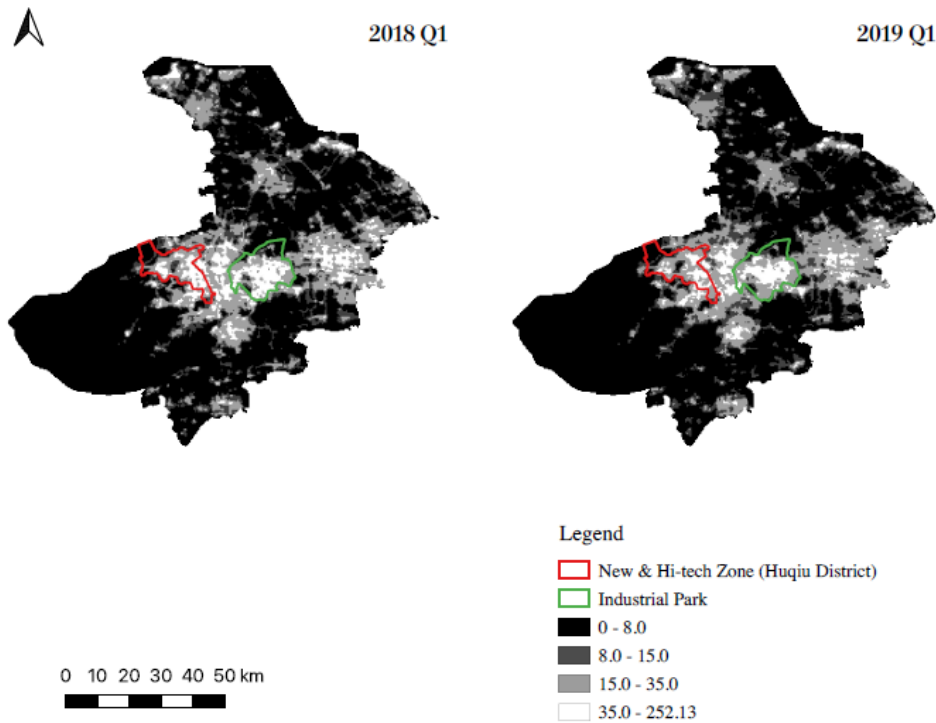 2018 Q1
2019 Q1
Legend
New & Hi-tech Zone (Huqiu District)
Industrial Park
0 - 8.0
8.0 - 15.0
15.0 - 35.0
35.0 - 252.13
0 10 20 30 40 50 km